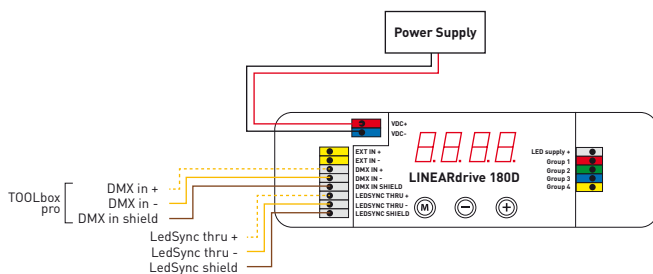 Power Supply
VDC+
VDC-
EXT IN +
EXT IN -
DMX IN +
DMX IN -
DMX IN SHIELD
LEDSYNC THRU +
LEDSYNC THRU -
LEDSYNC SHIELD
8.8.8.8.
LINEARdrive 180D
M
LED supply +
Group 1
Group 2
Group 3
Group 4
TOOLbox
pro
DMX in +
DMX in -
DMX in shield
LedSync thru +
LedSync thru -
LedSync shield